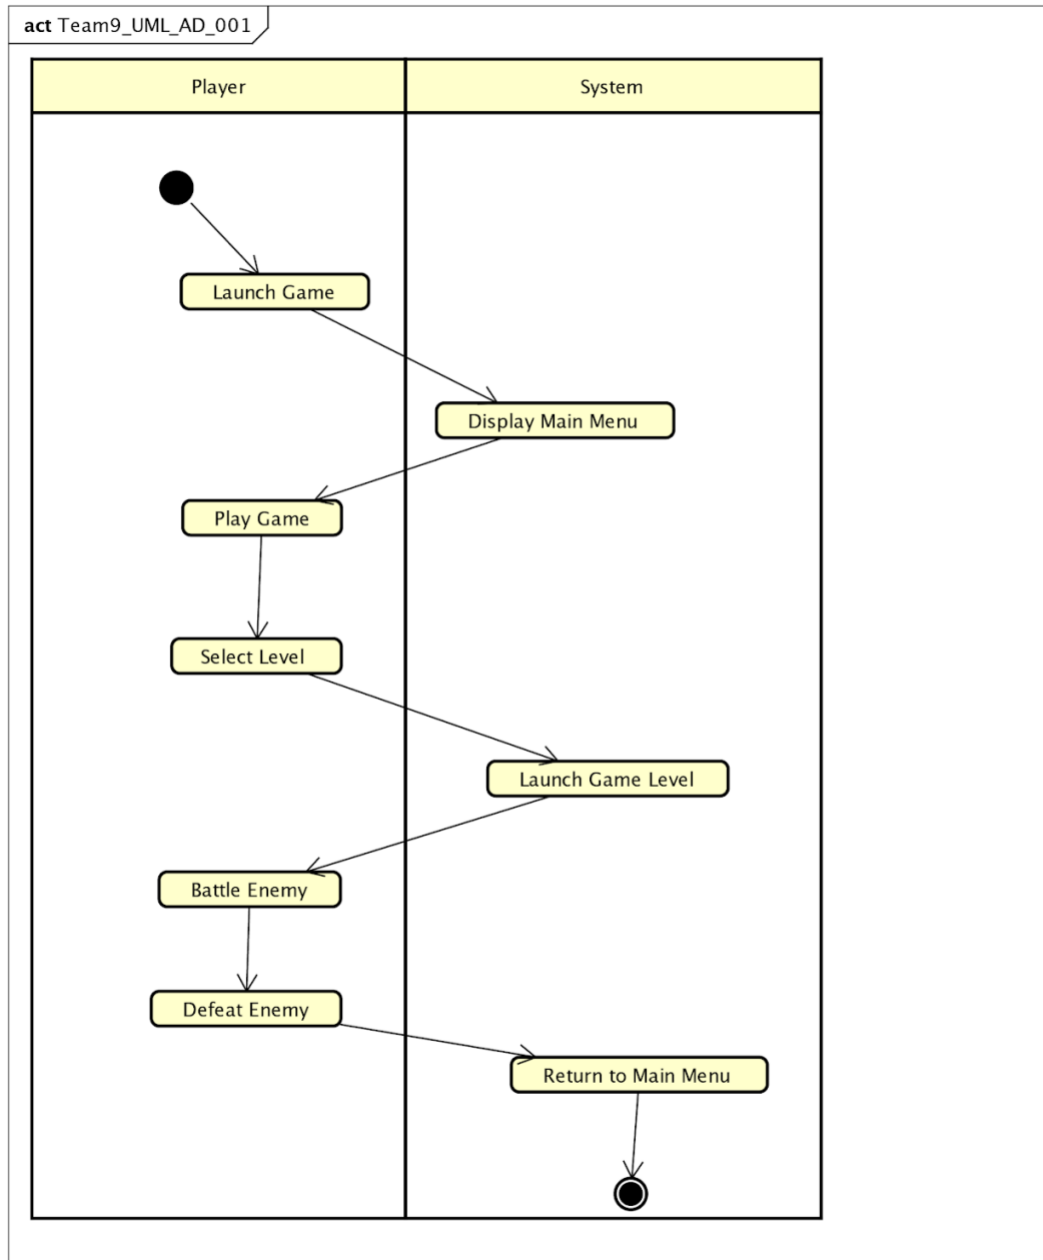 act Team9_UML_AD_001
Player
System
Launch Game
Display Main Menu
Play Game
Select Level
Launch Game Level
Battle Enemy
Defeat Enemy
Return to Main Menu